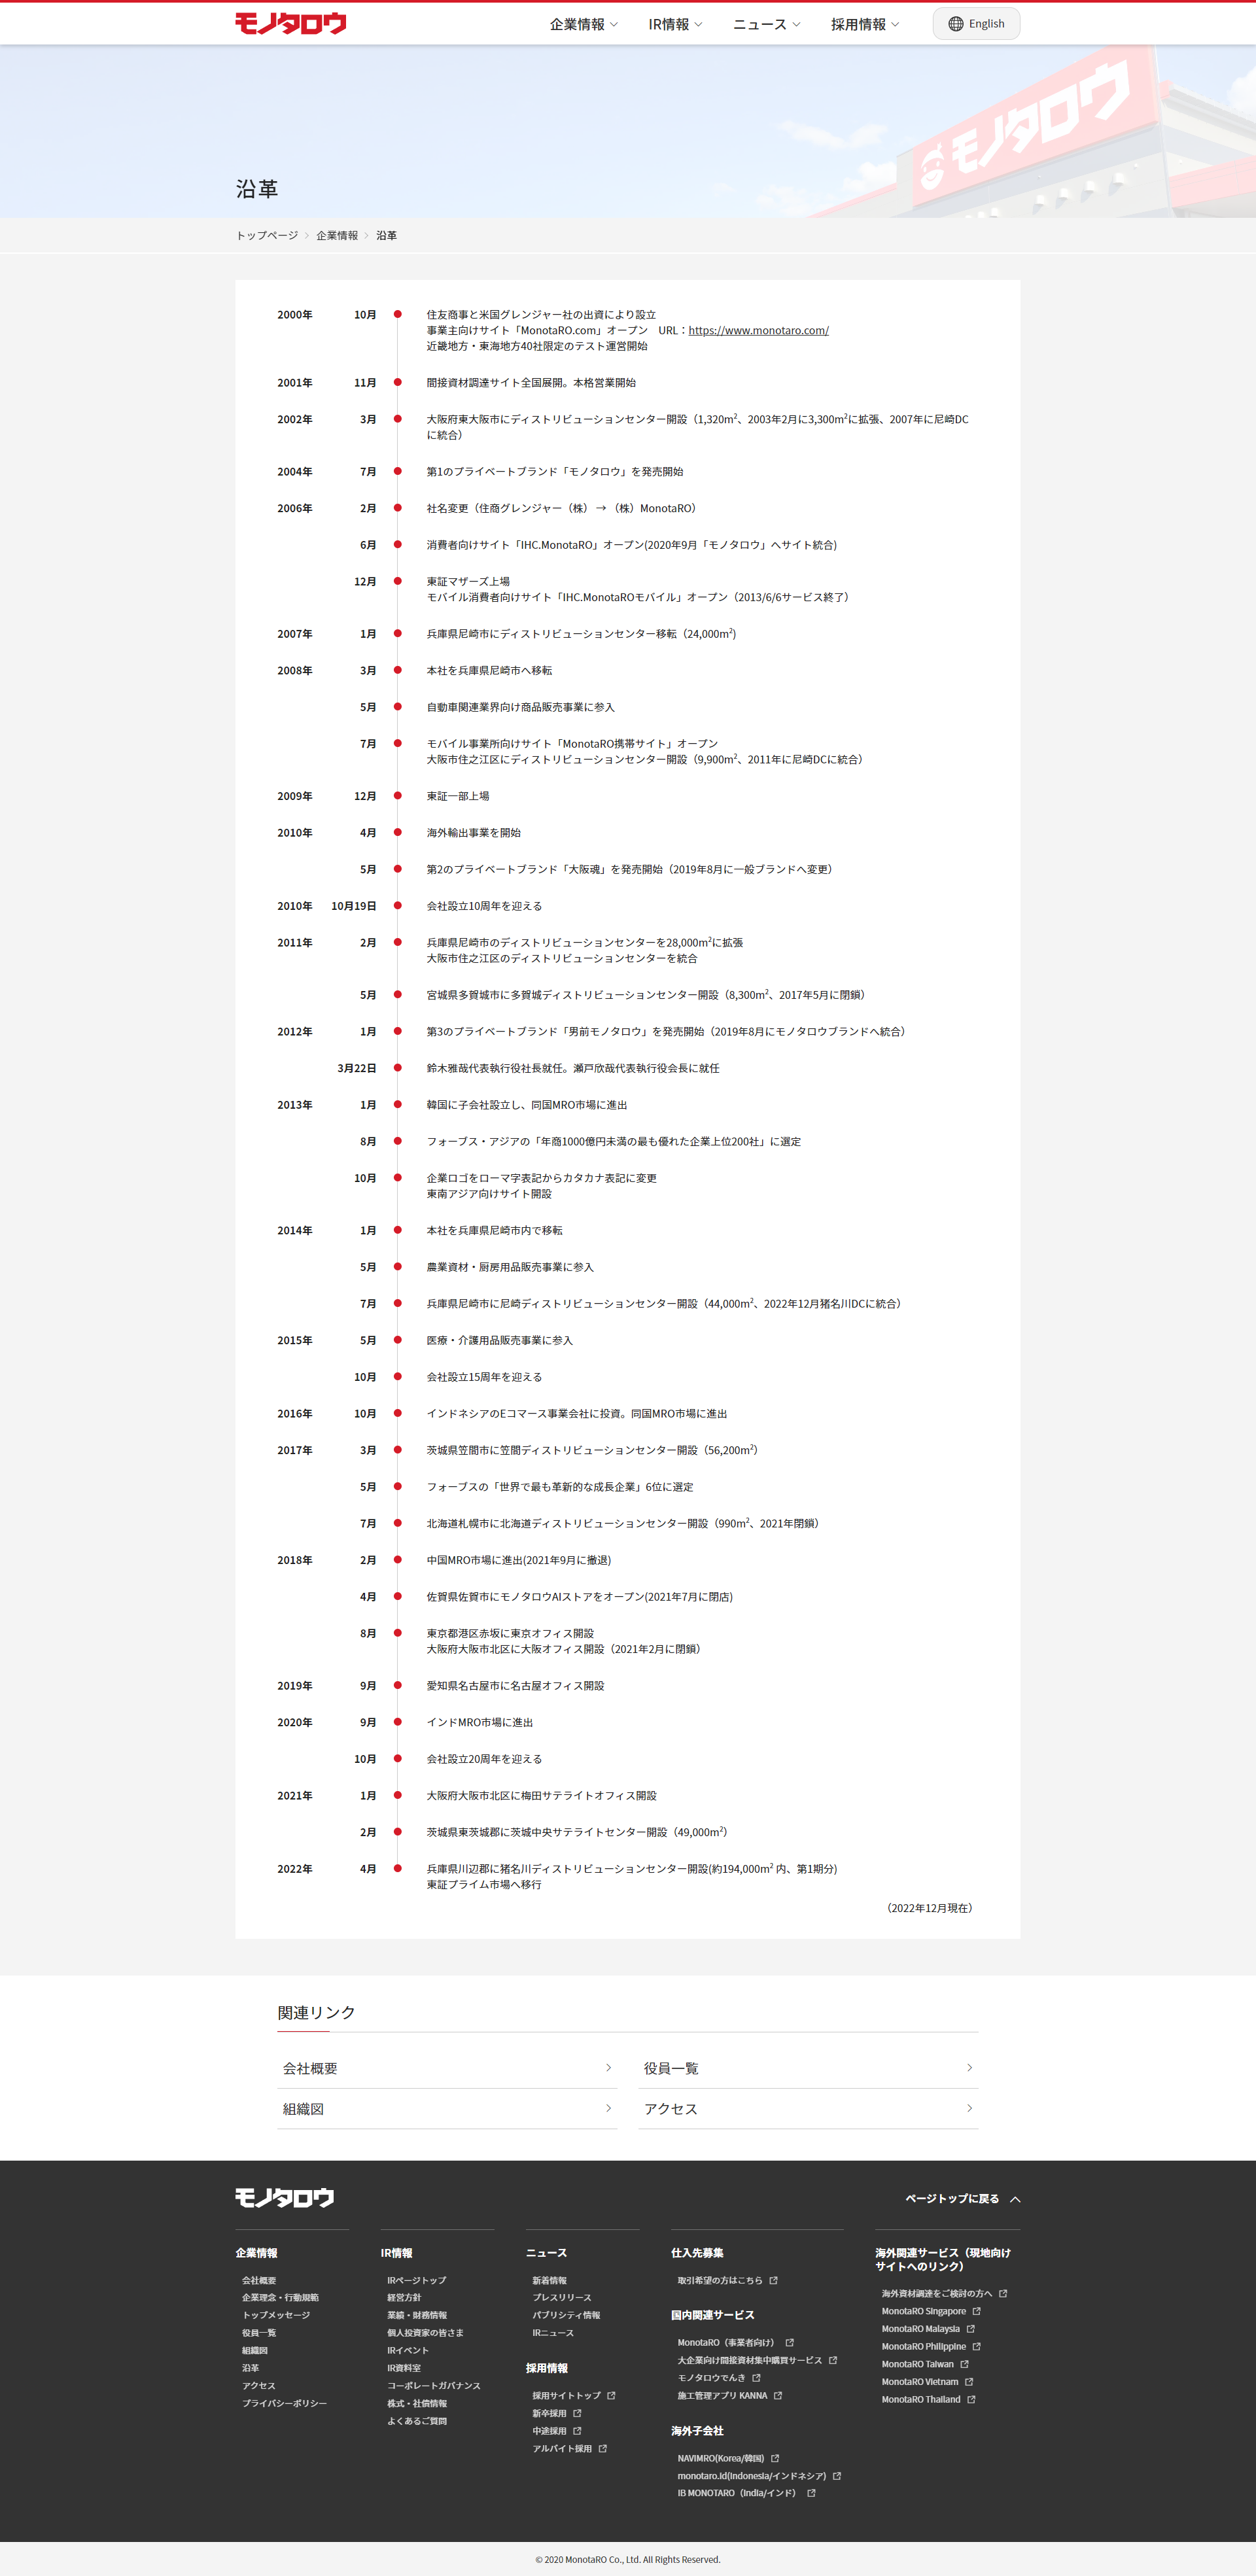 モノタロウ
企業情報
IR情報
ニュース
採用情報
English
モノタロウ
沿革
トップページ
企業情報
沿革
2000年 10月 住友商事と米国グレンジャー社の出資により設立
事業主向けサイト「MonotaRO.com」オープン URL：https://www.monotaro.com/
近畿地方・東海地方40社限定のテスト運営開始
2001年 11月 間接資材調達サイト全国展開。本格営業開始
2002年 3月 大阪府東大阪市にディストリビューションセンター開設（1,320m2、2003年2月に3,300m2に拡張、2007年に尼崎DC
に統合）
2004年 7月 第1のプライベートブランド「モノタロウ」を発売開始
2006年 2月 社名変更（住商グレンジャー（株） → （株）MonotaRO）
6月 消費者向けサイト「IHC.MonotaRO」オープン(2020年9月「モノタロウ」へサイト統合)
12月 東証マザーズ上場
モバイル消費者向けサイト「IHC.MonotaROモバイル」オープン（2013/6/6サービス終了）
2007年 1月 兵庫県尼崎市にディストリビューションセンター移転（24,000m2)
2008年 3月 本社を兵庫県尼崎市へ移転
5月 自動車関連業界向け商品販売事業に参入
7月 モバイル事業所向けサイト「MonotaRO携帯サイト」オープン
大阪市住之江区にディストリビューションセンター開設（9,900m2、2011年に尼崎DCに統合）
2009年 12月 東証一部上場
2010年 4月 海外輸出事業を開始
5月 第2のプライベートブランド「大阪魂」を発売開始（2019年8月に一般ブランドへ変更）
2010年 10月19日 会社設立10周年を迎える
2011年 2月 兵庫県尼崎市のディストリビューションセンターを28,000m2に拡張
大阪市住之江区のディストリビューションセンターを統合
5月 宮城県多賀城市に多賀城ディストリビューションセンター開設（8,300m2、2017年5月に閉鎖）
2012年 1月 第3のプライベートブランド「男前モノタロウ」を発売開始（2019年8月にモノタロウブランドへ統合）
3月22日 鈴木雅哉代表執行役社長就任。瀬戸欣哉代表執行役会長に就任
2013年 1月 韓国に子会社設立し、同国MRO市場に進出
8月 フォーブス・アジアの「年商1000億円未満の最も優れた企業上位200社」に選定
10月 企業ロゴをローマ字表記からカタカナ表記に変更
東南アジア向けサイト開設
2014年 1月 本社を兵庫県尼崎市内で移転
5月 農業資材・厨房用品販売事業に参入
7月 兵庫県尼崎市に尼崎ディストリビューションセンター開設（44,000m2、2022年12月猪名川DCに統合）
2015年 5月 医療・介護用品販売事業に参入
10月 会社設立15周年を迎える
2016年 10月 インドネシアのEコマース事業会社に投資。同国MRO市場に進出
2017年 3月 茨城県笠間市に笠間ディストリビューションセンター開設（56,200m2）
5月 フォーブスの「世界で最も革新的な成長企業」6位に選定
7月 北海道札幌市に北海道ディストリビューションセンター開設（990m2、2021年閉鎖）
2018年 2月 中国MRO市場に進出(2021年9月に撤退)
4月 佐賀県佐賀市にモノタロウAIストアをオープン(2021年7月に閉店)
8月 東京都港区赤坂に東京オフィス開設
大阪府大阪市北区に大阪オフィス開設（2021年2月に閉鎖）
2019年 9月 愛知県名古屋市に名古屋オフィス開設
2020年 9月 インドMRO市場に進出
10月 会社設立20周年を迎える
2021年 1月 大阪府大阪市北区に梅田サテライトオフィス開設
2月 茨城県東茨城郡に茨城中央サテライトセンター開設（49,000m2）
2022年 4月 兵庫県川辺郡に猪名川ディストリビューションセンター開設(約194,000m2 内、第1期分)
東証プライム市場へ移行
（2022年12月現在）
関連リンク
会社概要
役員一覧
組織図
アクセス
モノタロウ
ページトップに戻る
企業情報
会社概要
企業理念・行動規範
トップメッセージ
役員一覧
組織図
沿革
アクセス
プライバシーポリシー
IR情報
IRページトップ
経営方針
業績・財務情報
個人投資家の皆さま
IRイベント
IR資料室
コーポレートガバナンス
株式・社債情報
よくあるご質問
ニュース
新着情報
プレスリリース
パブリシティ情報
IRニュース
採用情報
採用サイトトップ
新卒採用
中途採用
アルバイト採用
仕入先募集
取引希望の方はこちら
国内関連サービス
MonotaRO（事業者向け）
大企業向け間接資材集中購買サービス
モノタロウでんき
施工管理アプリ KANNA
海外子会社
NAVIMRO(Korea/韓国)
monotaro.id(Indonesia/インドネシア)
IB MONOTARO（India/インド）
海外関連サービス（現地向け
サイトへのリンク）
海外資材調達をご検討の方へ
MonotaRO Singapore
MonotaRO Malaysia
MonotaRO Philippine
MonotaRO Taiwan
MonotaRO Vietnam
MonotaRO Thailand
© 2020 MonotaRO Co., Ltd. All Rights Reserved.